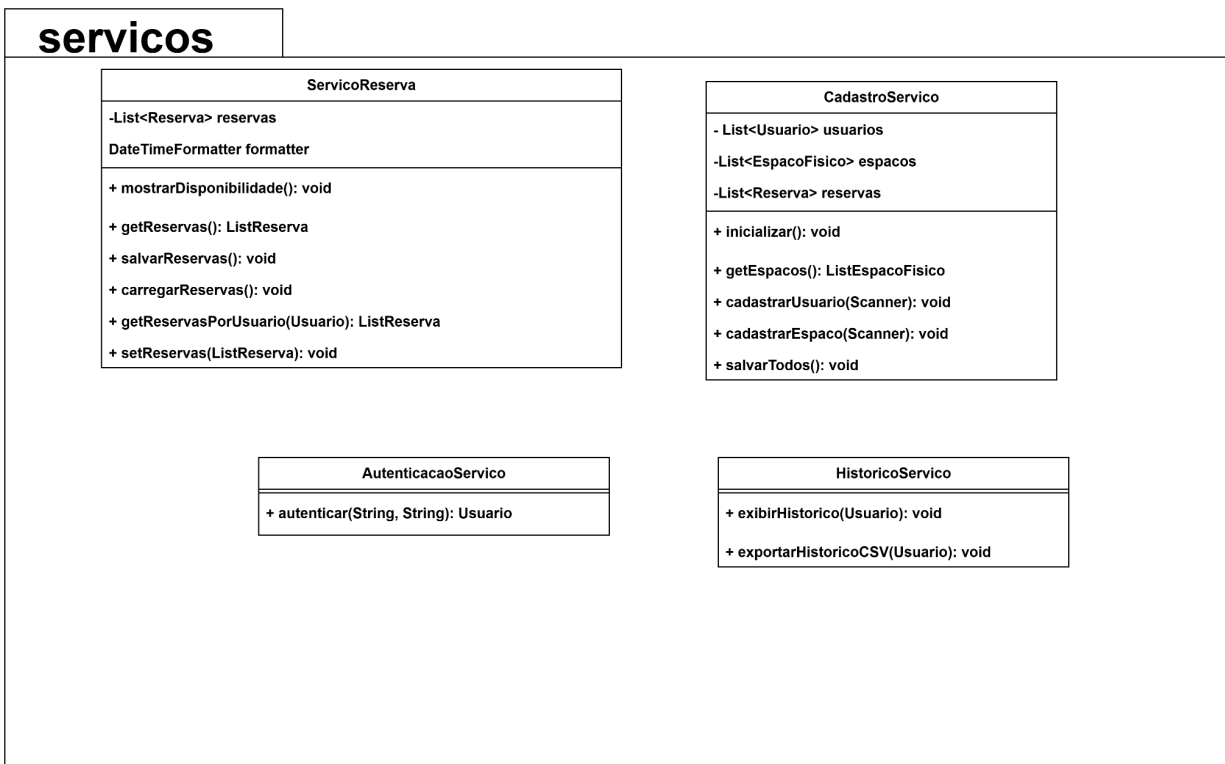 servicos
ServicoReserva
-List<Reserva> reservas
DateTimeFormatter formatter
+ mostrarDisponibilidade(): void
+ getReservas(): ListReserva
+ salvarReservas(): void
+ carregarReservas(): void
+ getReservasPorUsuario(Usuario): ListReserva
+ setReservas(ListReserva): void
CadastroServico
- List<Usuario> usuarios
-List<EspacoFisico> espacos
-List<Reserva> reservas
+ inicializar(): void
+ getEspacos(): ListEspacoFisico
+ cadastrarUsuario(Scanner): void
+ cadastrarEspaco(Scanner): void
+ salvarTodos(): void
AutenticacaoServico
+ autenticar(String, String): Usuario
HistoricoServico
+ exibirHistorico(Usuario): void
+ exportarHistoricoCSV(Usuario): void